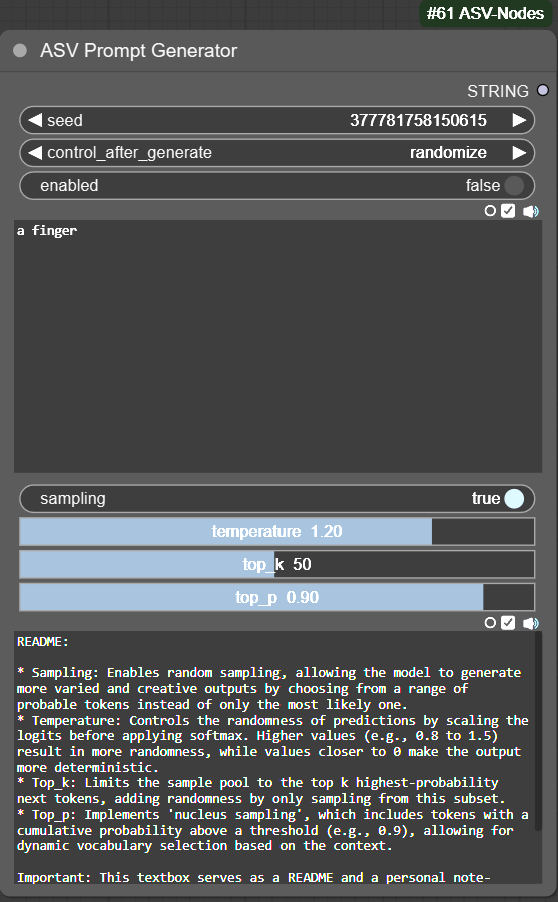 #61 ASV-Nodes
ASV Prompt Generator
STRING
seed 377781758150615
control_after_generate randomize
enabled false
a finger
sampling true
temperature 1.20
top_k 50
top_p 0.90
README:
* Sampling: Enables random sampling, allowing the model to generate
more varied and creative outputs by choosing from a range of
probable tokens instead of only the most likely one.
* Temperature: Controls the randomness of predictions by scaling the
logits before applying softmax. Higher values (e.g., 0.8 to 1.5)
result in more randomness, while values closer to 0 make the output
more deterministic.
* Top_k: Limits the sample pool to the top k highest-probability
next tokens, adding randomness by only sampling from this subset.
* Top_p: Implements 'nucleus sampling', which includes tokens with a
cumulative probability above a threshold (e.g., 0.9), allowing for
dynamic vocabulary selection based on the context.
Important: This textbox serves as a README and a personal note-